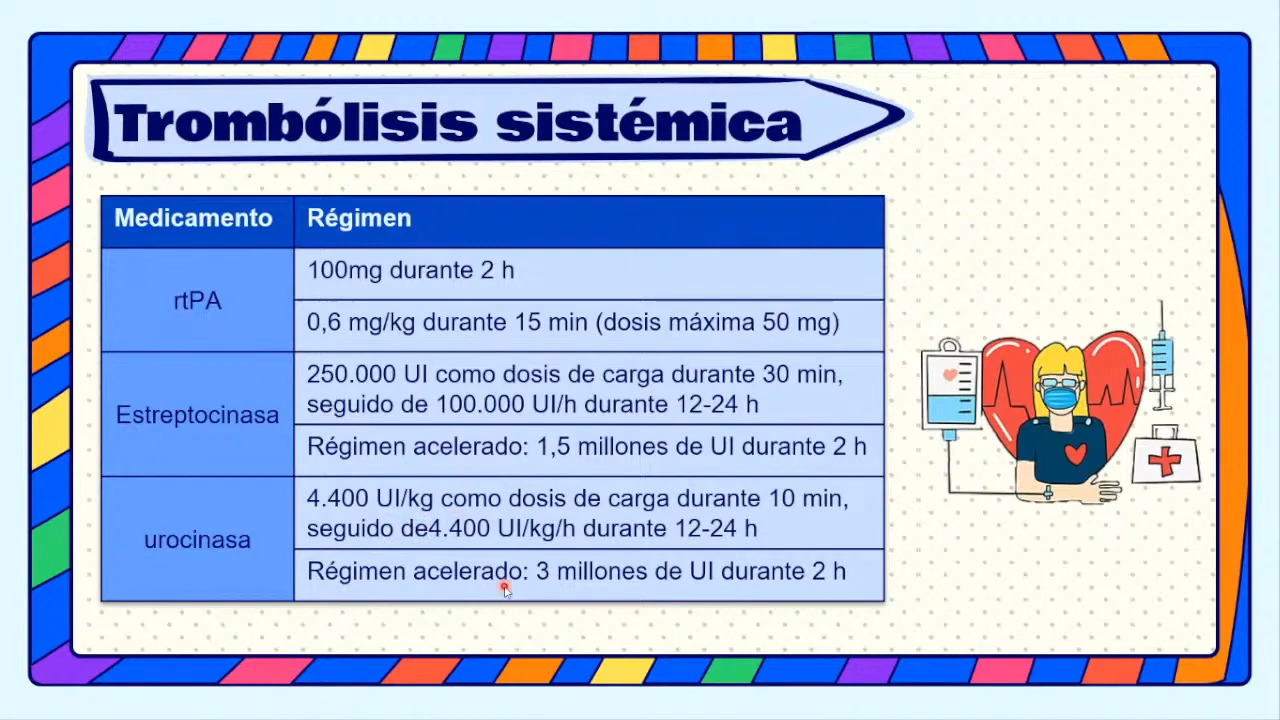 Trombólisis sistémica
Medicamento
Régimen
rtPA
100mg durante 2 h
0,6 mg/kg durante 15 min (dosis máxima 50 mg)
Estreptocinasa
250.000 UI como dosis de carga durante 30 min,
seguido de 100.000 UI/h durante 12-24 h
Régimen acelerado: 1,5 millones de UI durante 2 h
urocinasa
4.400 UI/kg como dosis de carga durante 10 min,
seguido de4.400 UI/kg/h durante 12-24 h
Régimen acelerado: 3 millones de UI durante 2 h